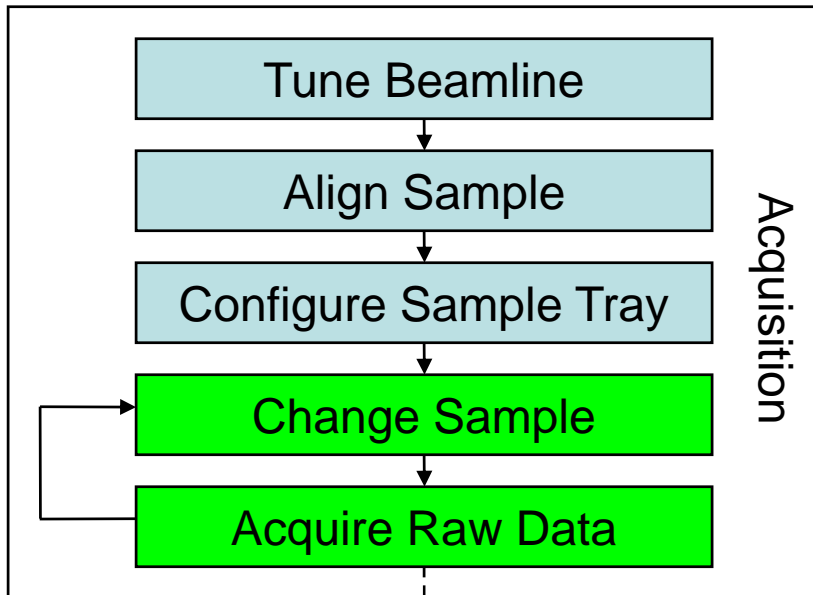 Tune Beamline
Align Sample
Configure Sample Tray
Change Sample
Acquire Raw Data
Acquisition